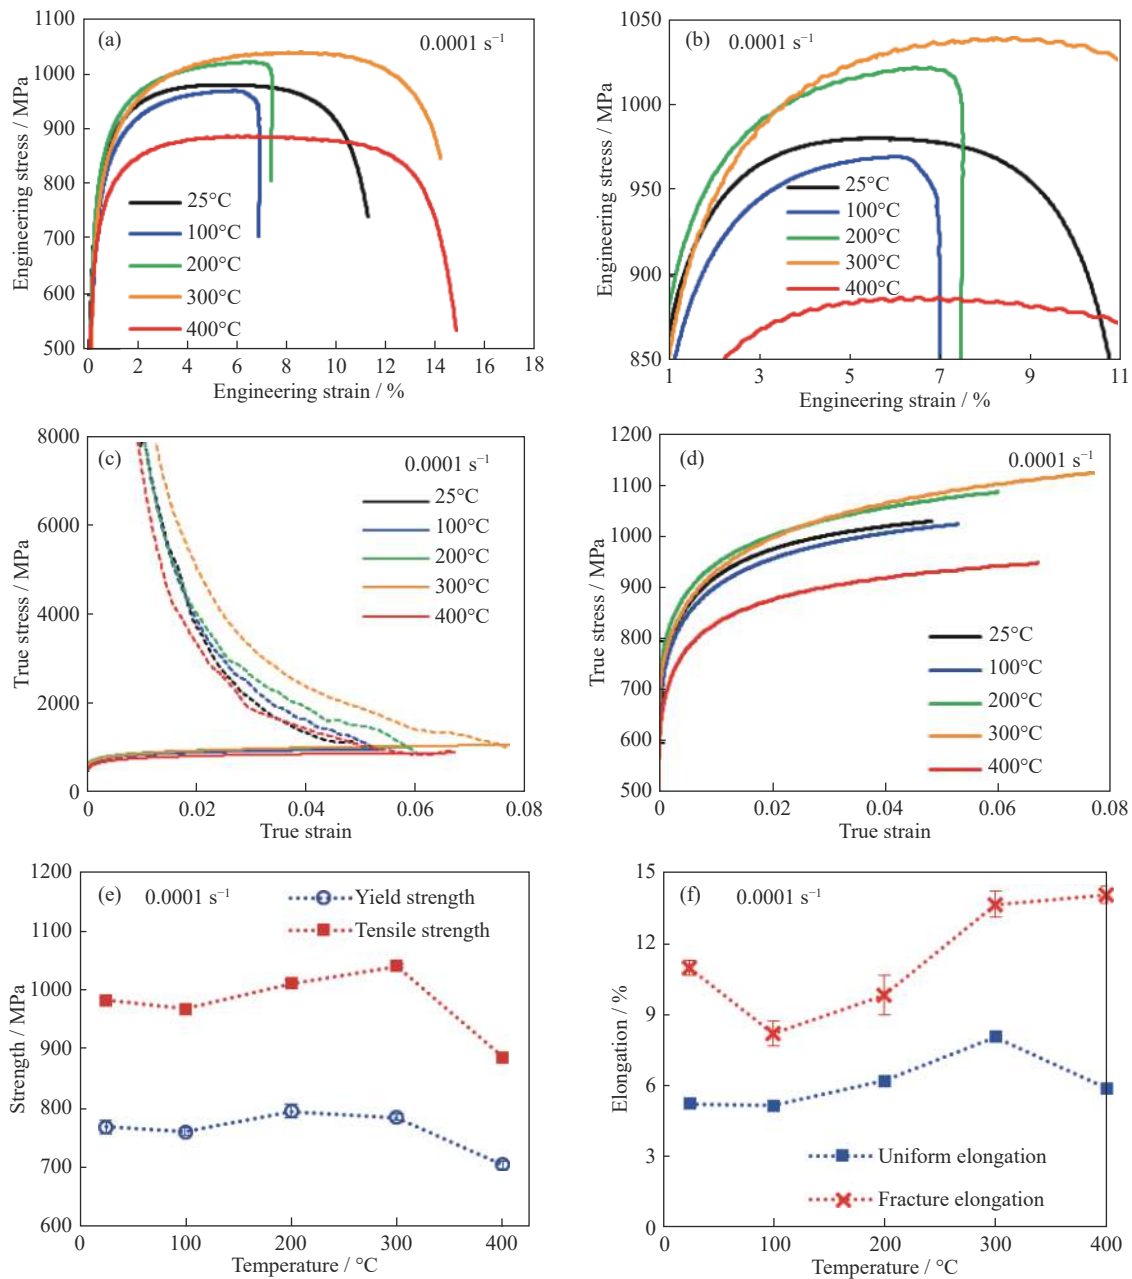 (a)
0.0001 s⁻¹
Engineering stress / MPa
1100
1000
900
800
700
600
500
25°C
100°C
200°C
300°C
400°C
0 2 4 6 8 10 12 14 16 18
Engineering strain / %
(b) 0.0001 s⁻¹
Engineering stress / MPa
1050
1000
950
900
850
25°C
100°C
200°C
300°C
400°C
1 3 5 7 9 11
Engineering strain / %
(c)
0.0001 s⁻¹
True stress / MPa
8000
6000
4000
2000
0
25°C
100°C
200°C
300°C
400°C
0 0.02 0.04 0.06 0.08
True strain
(d)
0.0001 s⁻¹
True stress / MPa
1200
1100
1000
900
800
700
600
500
25°C
100°C
200°C
300°C
400°C
0 0.02 0.04 0.06 0.08
True strain
(e) 0.0001 s⁻¹
Strength / MPa
1200
1100
1000
900
800
700
600
Yield strength
Tensile strength
0 100 200 300 400
Temperature / °C
(f) 0.0001 s⁻¹
Elongation / %
15
12
9
6
3
0
Uniform elongation
Fracture elongation
0 100 200 300 400
Temperature / °C